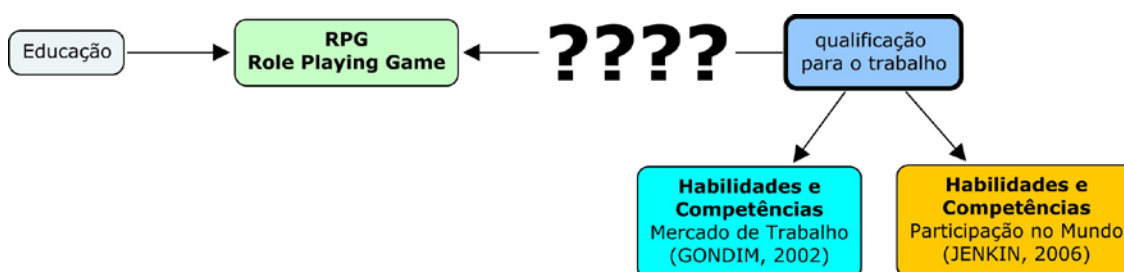 Educação
RPG
Role Playing Game
????
qualificação
para o trabalho
Habilidades e
Competências
Mercado de Trabalho
(GONDIM, 2002)
Habilidades e
Competências
Participação no Mundo
(JENKIN, 2006)